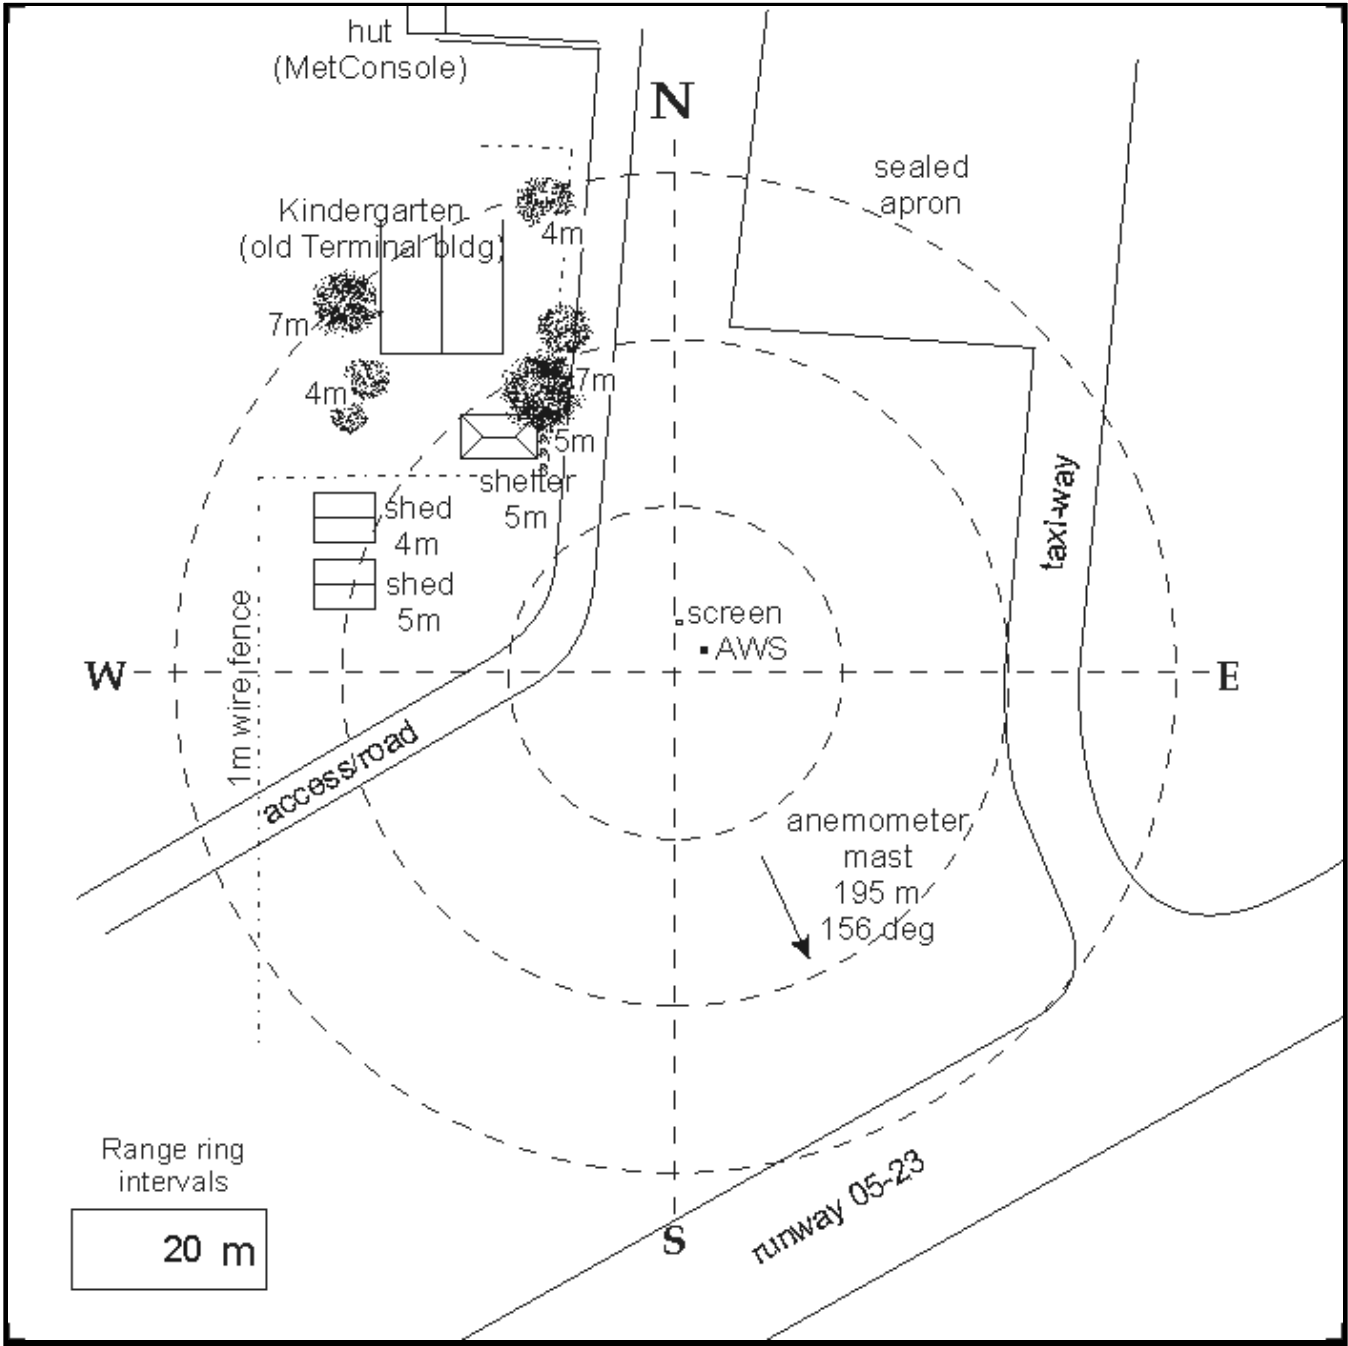 hut
(MetConsole)
N
sealed
apron
Kindergarten
(old Terminal bldg)
4m
7m
4m
7m
5m
shelter
5m
shed
4m
shed
5m
taxi-way
screen
AWS
W
E
1m wire fence
access road
anemometer
mast
195 m
156 deg
Range ring
intervals
20 m
runway 05-23
S